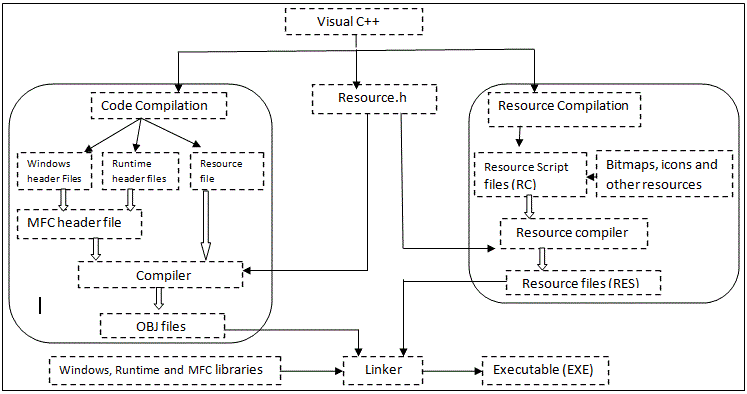 Visual C++
Code Compilation
Resource.h
Resource Compilation
Windows
header Files
Runtime
header files
Resource
file
Resource Script
files (RC)
Bitmaps, icons and
other resources
MFC header file
Resource compiler
Compiler
Resource files (RES)
OBJ files
Windows, Runtime and MFC libraries
Linker
Executable (EXE)